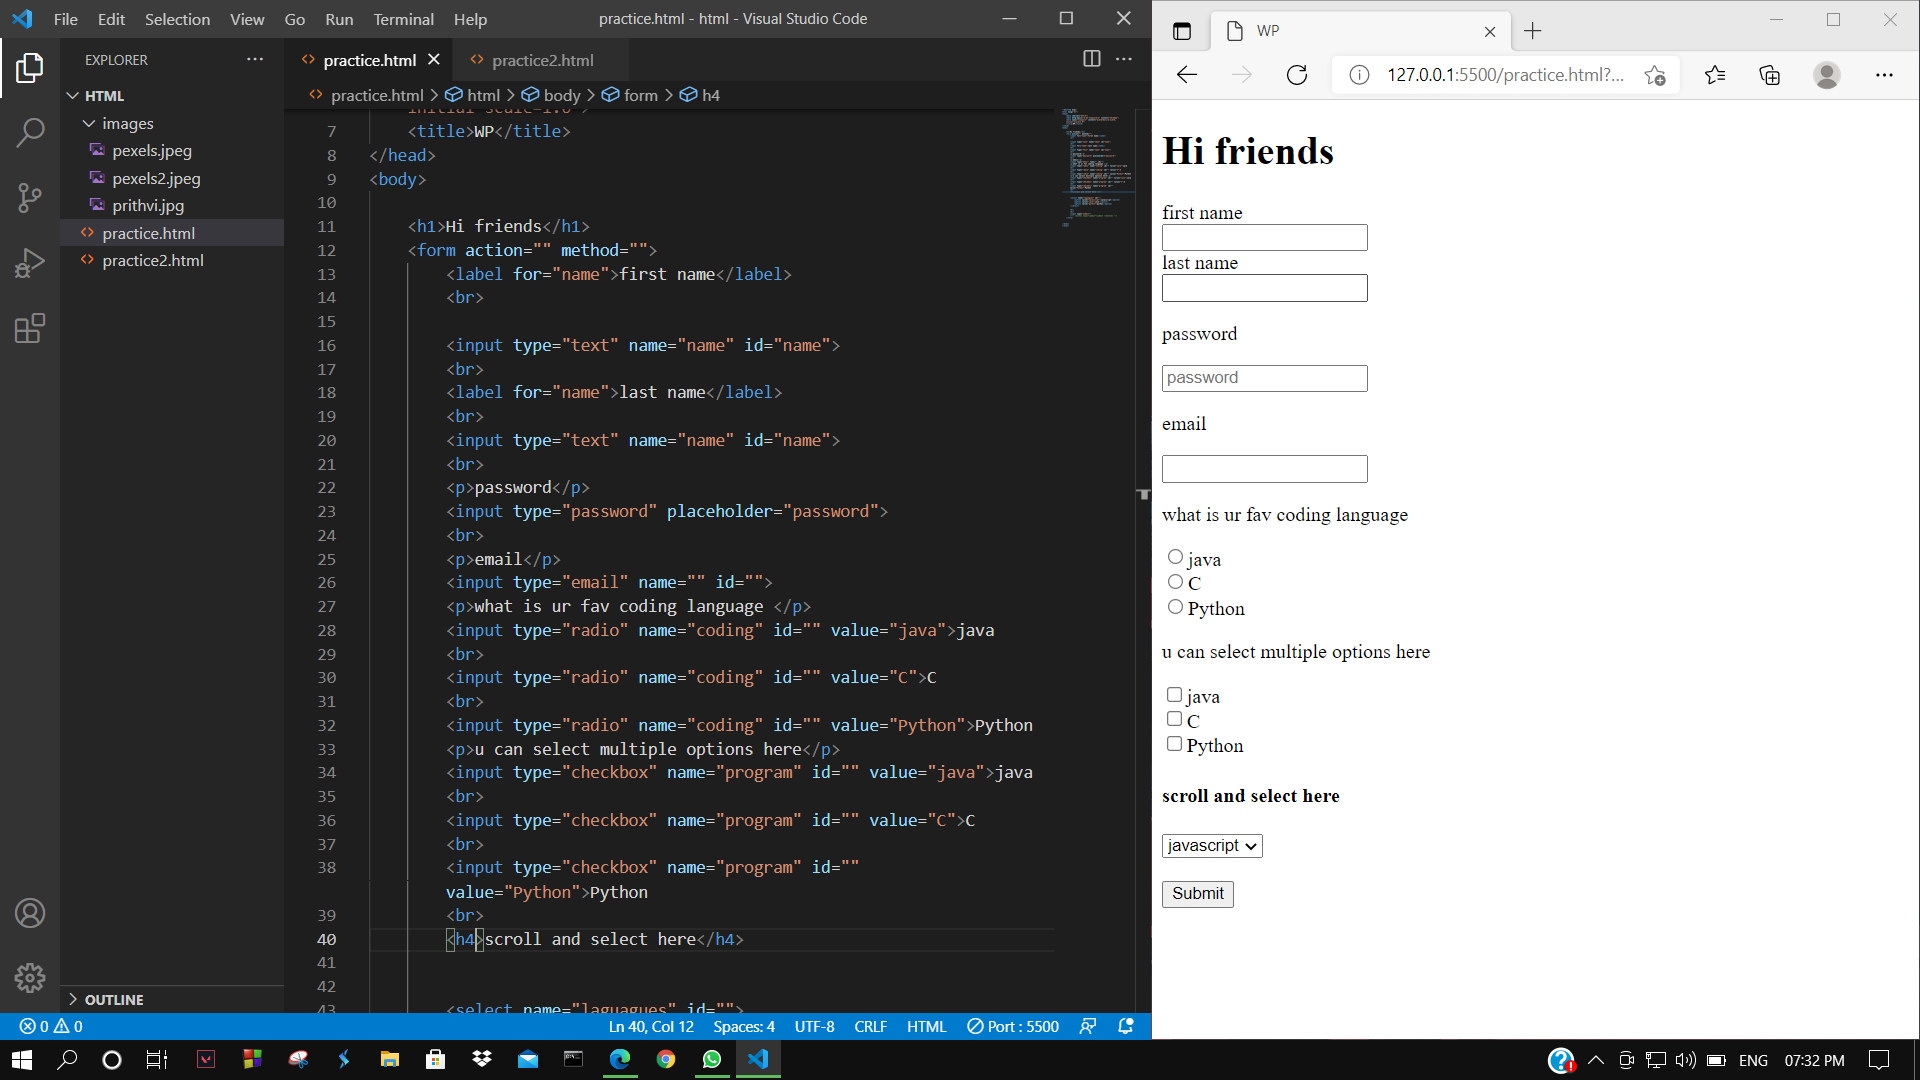 File Edit Selection View Go Run Terminal Help practice.html - html - Visual Studio Code
EXPLORER
HTML
images
pexels.jpeg
pexels2.jpeg
prithvi.jpg
practice.html
practice2.html
OUTLINE
practice.html practice2.html
practice.html > html > body > form > h4
initial-scale=1.0">
7 <title>WP</title>
8 </head>
9 <body>
10
11 <h1>Hi friends</h1>
12 <form action="" method="">
13 <label for="name">first name</label>
14 <br>
15
16 <input type="text" name="name" id="name">
17 <br>
18 <label for="name">last name</label>
19 <br>
20 <input type="text" name="name" id="name">
21 <br>
22 <p>password</p>
23 <input type="password" placeholder="password">
24 <br>
25 <p>email</p>
26 <input type="email" name="" id="">
27 <p>what is ur fav coding language </p>
28 <input type="radio" name="coding" id="" value="java">java
29 <br>
30 <input type="radio" name="coding" id="" value="C">C
31 <br>
32 <input type="radio" name="coding" id="" value="Python">Python
33 <p>u can select multiple options here</p>
34 <input type="checkbox" name="program" id="" value="java">java
35 <br>
36 <input type="checkbox" name="program" id="" value="C">C
37 <br>
38 <input type="checkbox" name="program" id=""
value="Python">Python
39 <br>
40 <h4>scroll and select here</h4>
41
42
43 <select name="laguagues" id="">
0 0 Ln 40, Col 12 Spaces: 4 UTF-8 CRLF HTML Port : 5500
WP
127.0.0.1:5500/practice.html?...
Hi friends
first name
last name
password
password
email
what is ur fav coding language
java
C
Python
u can select multiple options here
java
C
Python
scroll and select here
javascript
Submit
ENG 07:32 PM